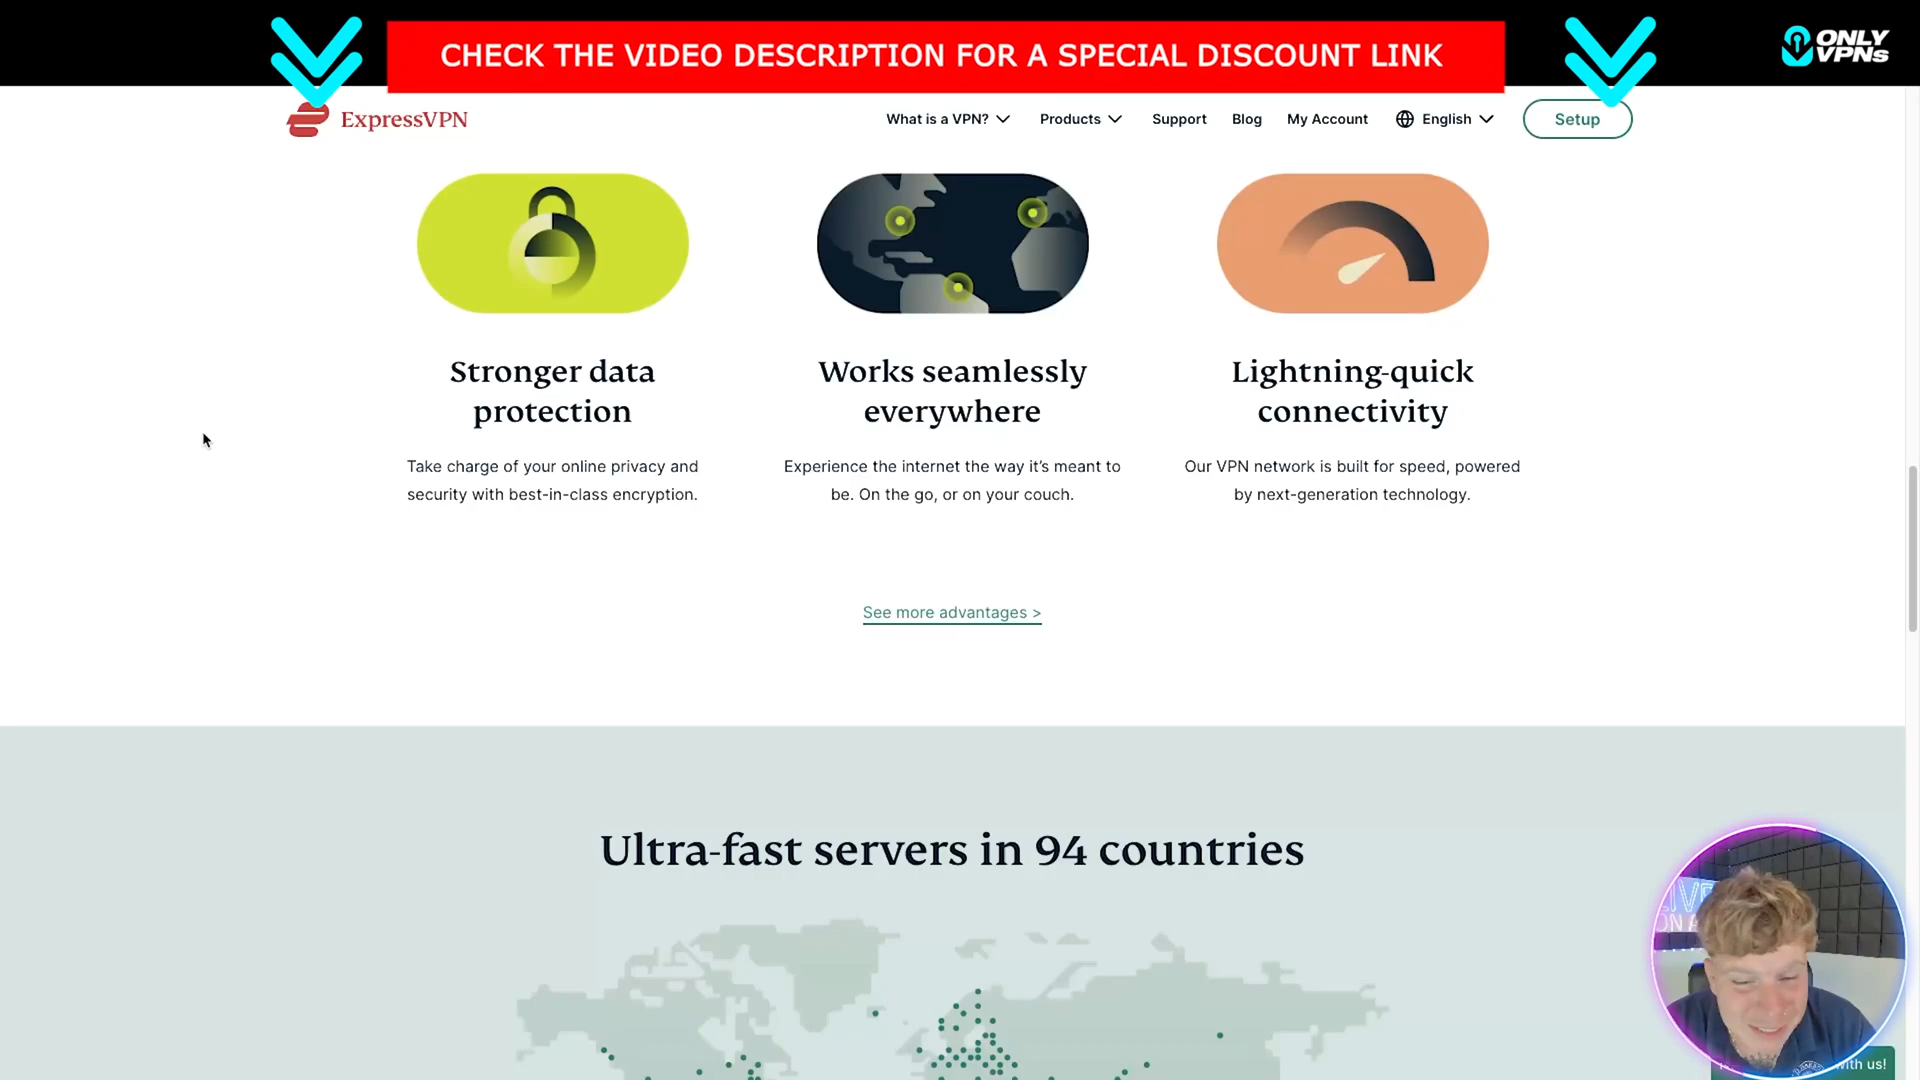 CHECK THE VIDEO DESCRIPTION FOR A SPECIAL DISCOUNT LINK
ONLY
VPNs
ExpressVPN
What is a VPN?
Products
Support
Blog
My Account
English
Setup
Stronger data
protection
Take charge of your online privacy and
security with best-in-class encryption.
Works seamlessly
everywhere
Experience the internet the way it’s meant to
be. On the go, or on your couch.
Lightning-quick
connectivity
Our VPN network is built for speed, powered
by next-generation technology.
See more advantages >
Ultra-fast servers in 94 countries
LIVE
ON
with us!